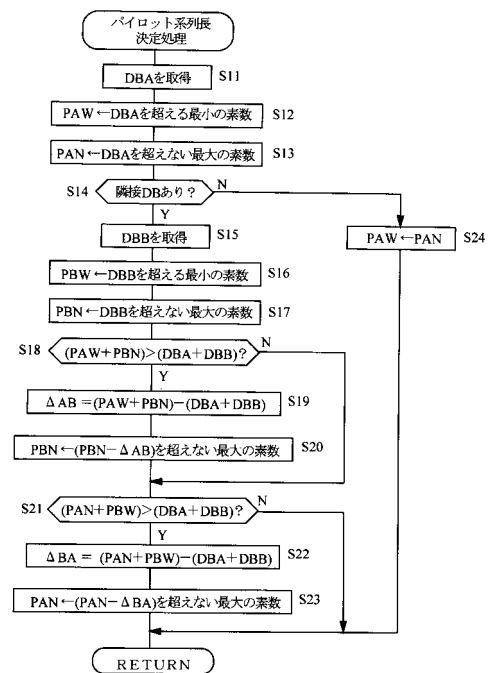 パイロット系列長
決定処理
DBAを取得 S11
PAW←DBAを超える最小の素数 S12
PAN←DBAを超えない最大の素数 S13
S14 隣接DBあり? N
Y
DBBを取得 S15
PAW←PAN S24
PBW←DBBを超える最小の素数 S16
PBN←DBBを超えない最大の素数 S17
S18 (PAW+PBN)>(DBA+DBB)? N
Y
ΔAB=(PAW+PBN)−(DBA+DBB) S19
PBN←(PBN−ΔAB)を超えない最大の素数 S20
S21 (PAN+PBW)>(DBA+DBB)? N
Y
ΔBA= (PAN+PBW)−(DBA+DBB) S22
PAN←(PAN−ΔBA)を超えない最大の素数 S23
RETURN